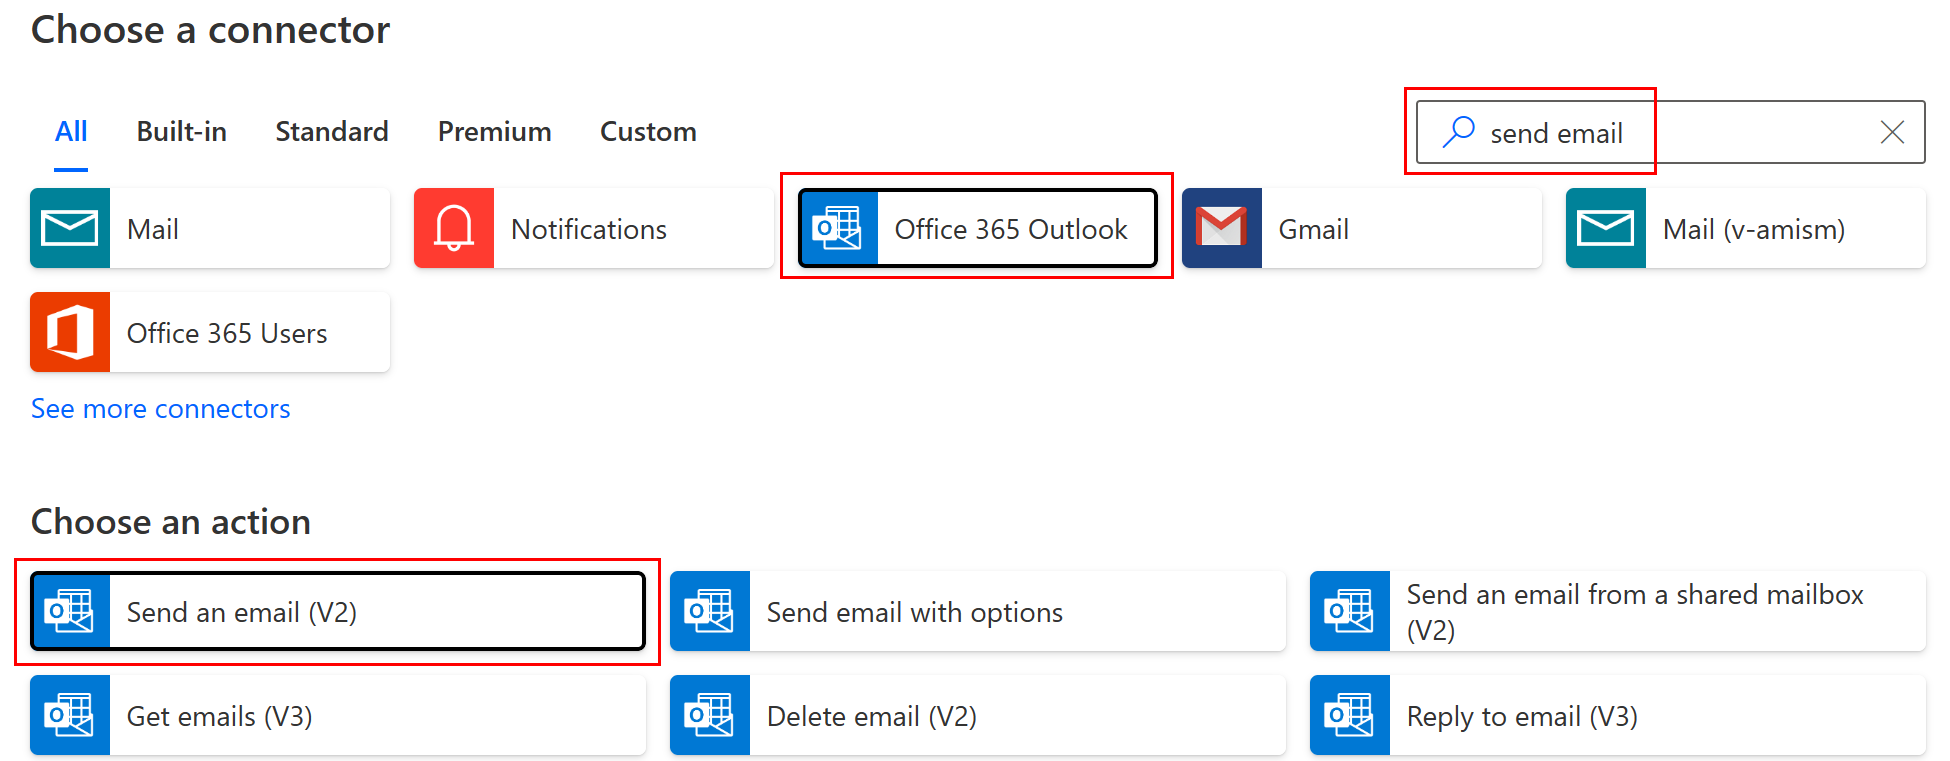 Choose a connector
All
Built-in
Standard
Premium
Custom
send email
Mail
Notifications
Office 365 Outlook
Gmail
Mail (v-amism)
Office 365 Users
See more connectors
Choose an action
Send an email (V2)
Send email with options
Send an email from a shared mailbox
(V2)
Get emails (V3)
Delete email (V2)
Reply to email (V3)